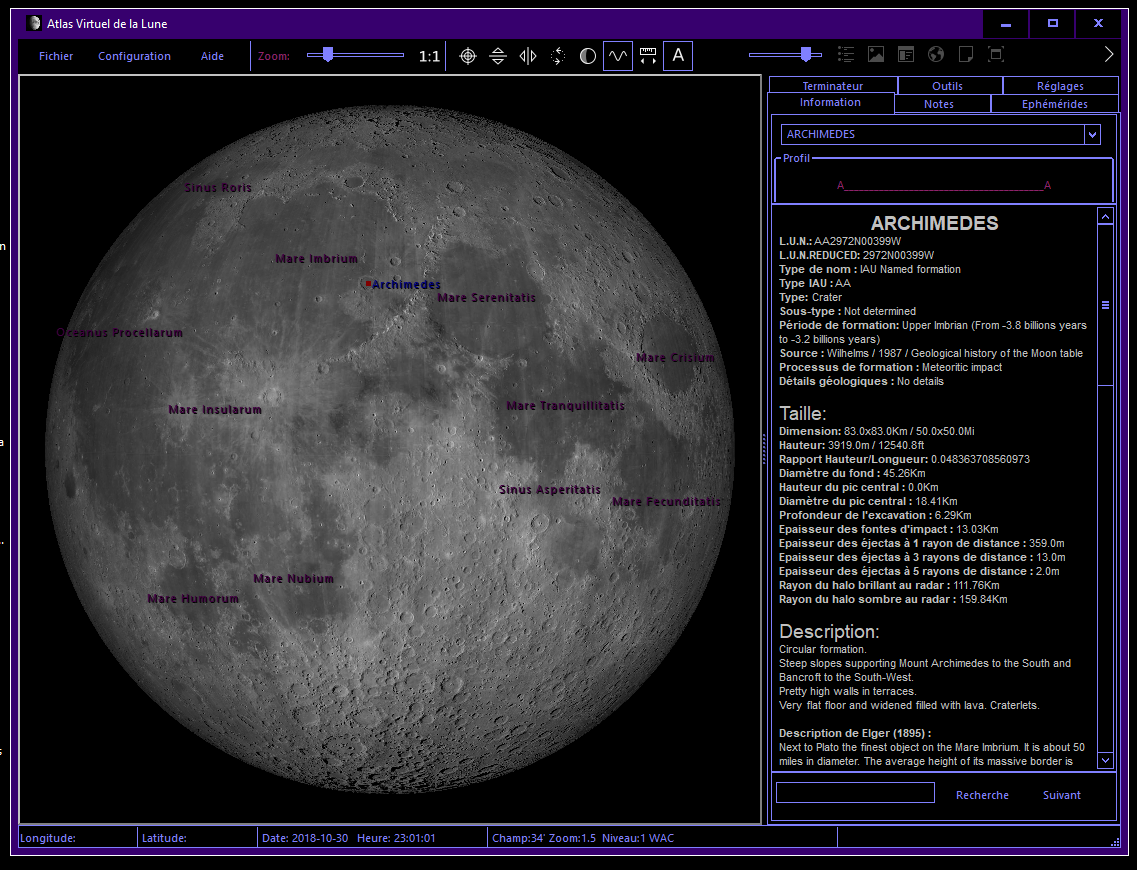 Atlas Virtuel de la Lune
Fichier Configuration Aide Zoom: 1:1 A
Terminateur Outils Réglages
Information Notes Ephémérides
ARCHIMEDES
Profil
A A
ARCHIMEDES
L.U.N.: AA2972N00399W
L.U.N.REDUCED: 2972N00399W
Type de nom : IAU Named formation
Type IAU : AA
Type: Crater
Sous-type : Not determined
Période de formation: Upper Imbrian (From -3.8 billions years
to -3.2 billions years)
Source : Wilhelms / 1987 / Geological history of the Moon table
Processus de formation : Meteoritic impact
Détails géologiques : No details
Taille:
Dimension: 83.0x83.0Km / 50.0x50.0Mi
Hauteur: 3919.0m / 12540.8ft
Rapport Hauteur/Longueur: 0.048363708560973
Diamètre du fond : 45.26Km
Hauteur du pic central : 0.0Km
Diamètre du pic central : 18.41Km
Profondeur de l'excavation : 6.29Km
Epaisseur des fontes d'impact : 13.03Km
Epaisseur des éjectas à 1 rayon de distance : 359.0m
Epaisseur des éjectas à 3 rayons de distance : 13.0m
Epaisseur des éjectas à 5 rayons de distance : 2.0m
Rayon du halo brillant au radar : 111.76Km
Rayon du halo sombre au radar : 159.84Km
Description:
Circular formation.
Steep slopes supporting Mount Archimedes to the South and
Bancroft to the South-West.
Pretty high walls in terraces.
Very flat floor and widened filled with lava. Craterlets.
Description de Elger (1895) :
Next to Plato the finest object on the Mare Imbrium. It is about 50
miles in diameter. The average height of its massive border is
Recherche Suivant
Sinus Roris
Mare Imbrium
Archimedes
Mare Serenitatis
Oceanus Procellarum
Mare Crisium
Mare Insularum
Mare Tranquillitatis
Sinus Asperitatis
Mare Fecunditatis
Mare Nubium
Mare Humorum
Longitude: Latitude: Date: 2018-10-30 Heure: 23:01:01 Champ:34' Zoom:1.5 Niveau:1 WAC